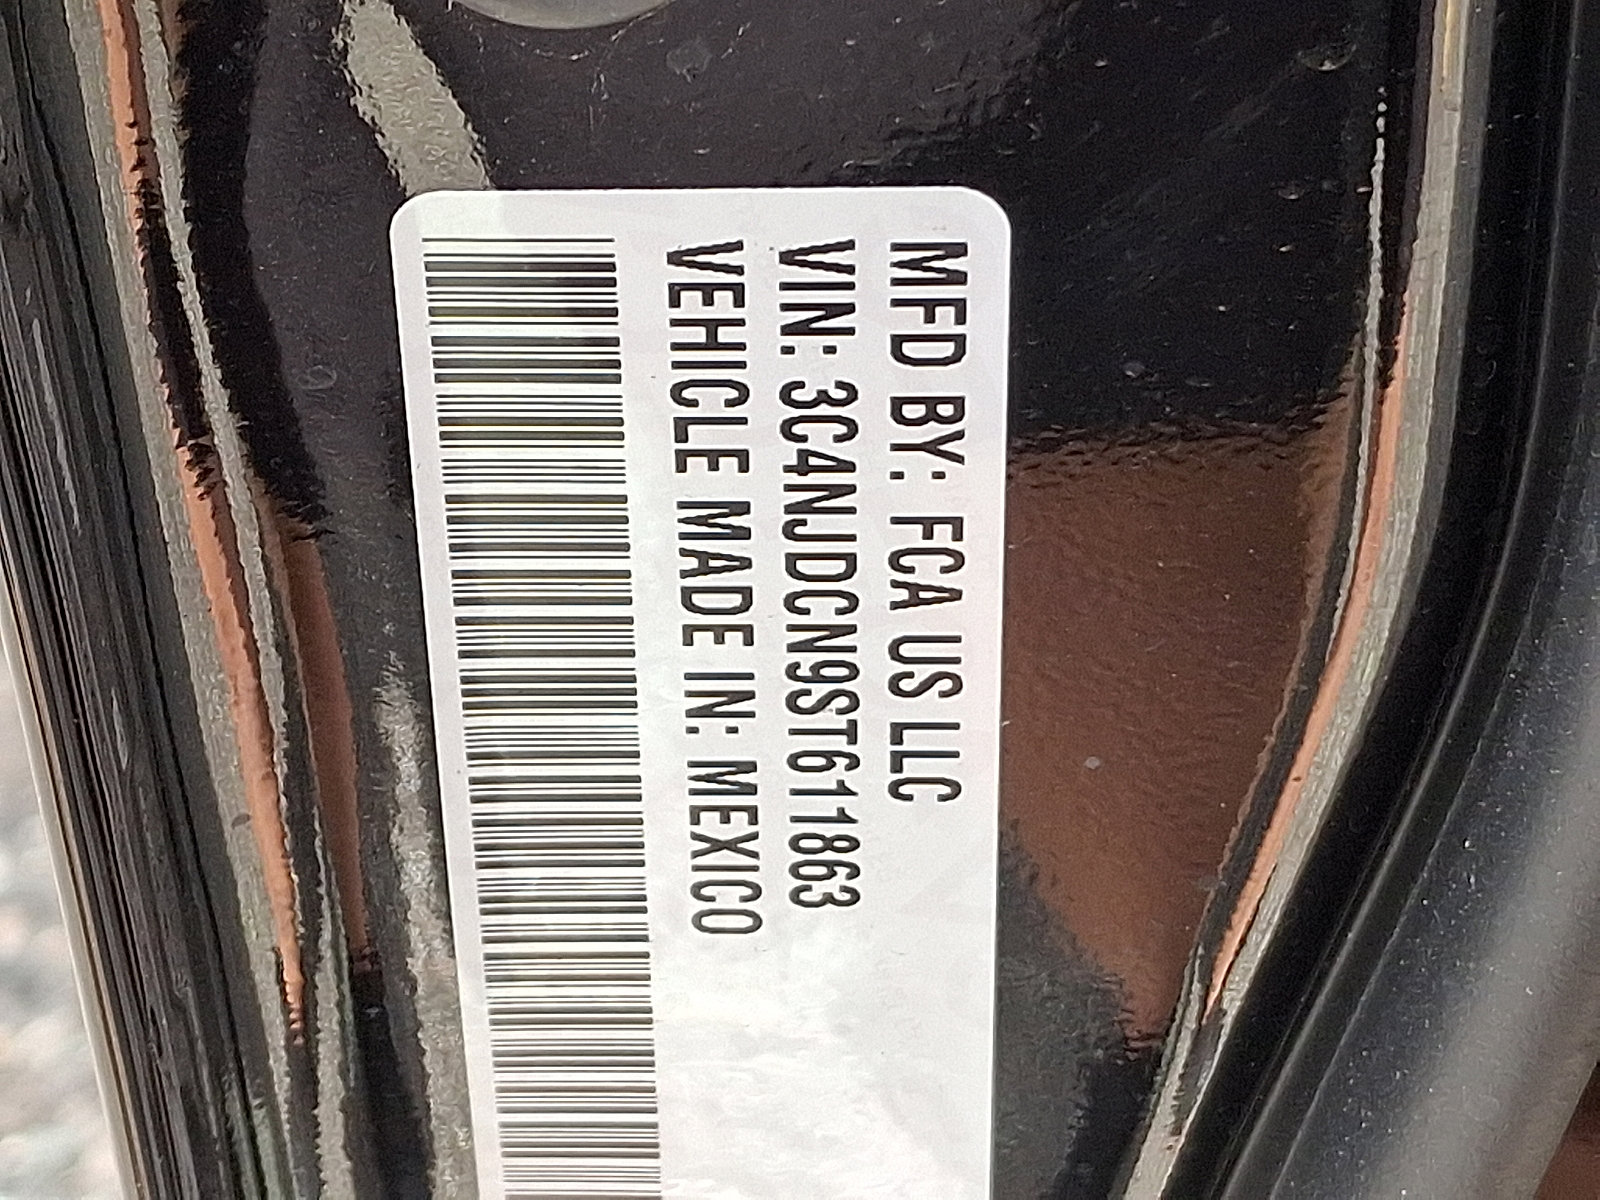 MFD BY: FCA US LLC
VIN: 3C4NJDCN9ST611863
VEHICLE MADE IN: MEXICO